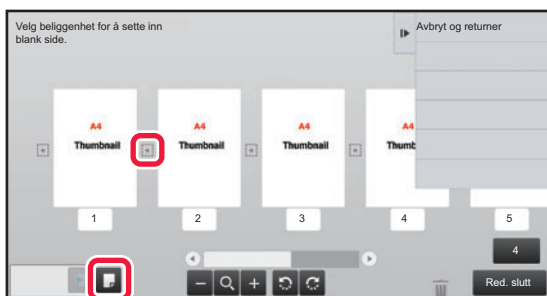 Velg beliggenhet for å sette inn
blank side.
Avbryt og returner
A4
Thumbnail
A4
Thumbnail
A4
Thumbnail
A4
Thumb
1
2
3
4
5
4
Red. slutt